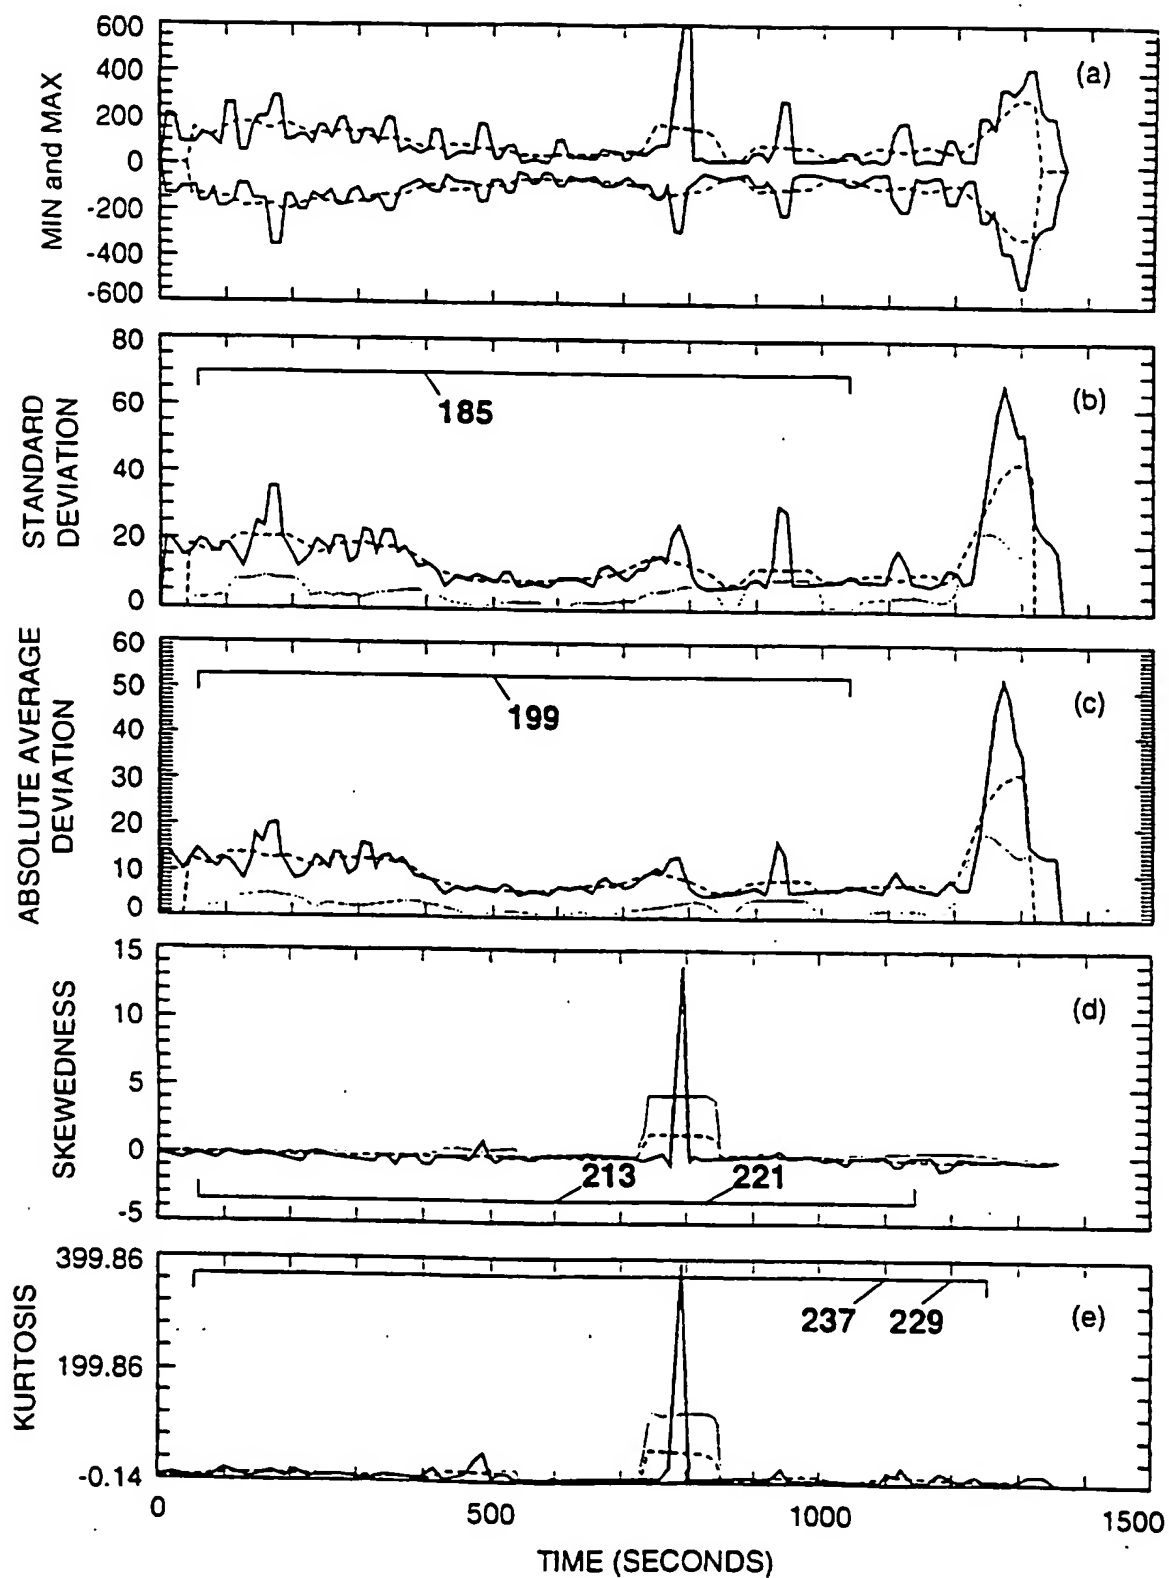 MIN and MAX
600
400
200
0
-200
-400
-600
(a)
STANDARD
DEVIATION
80
60
40
20
0
185
(b)
ABSOLUTE AVERAGE
DEVIATION
60
50
40
30
20
10
0
199
(c)
SKEWEDNESS
15
10
5
0
-5
213
221
(d)
KURTOSIS
399.86
199.86
-0.14
237
229
(e)
0
500
1000
1500
TIME (SECONDS)